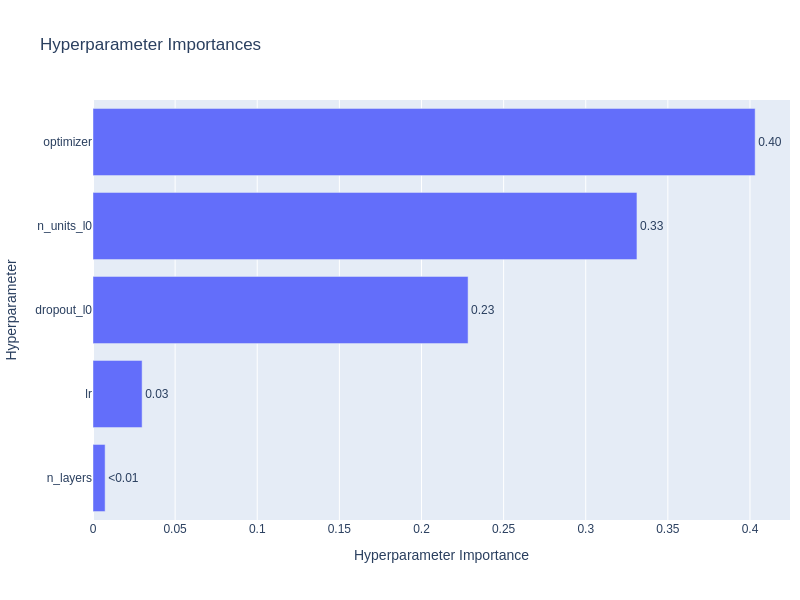 Hyperparameter Importances
Hyperparameter
optimizer
0.40
n_units_l0
0.33
dropout_l0
0.23
lr
0.03
n_layers
<0.01
0 0.05 0.1 0.15 0.2 0.25 0.3 0.35 0.4
Hyperparameter Importance